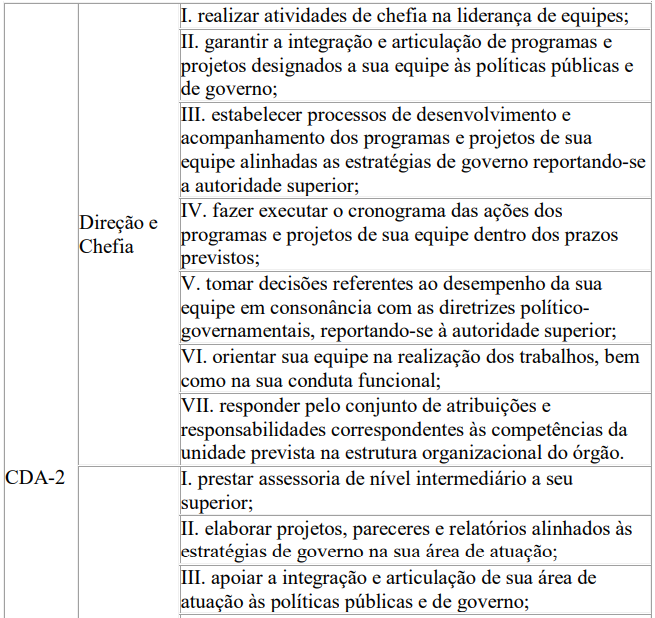 I. realizar atividades de chefia na liderança de equipes;
II. garantir a integração e articulação de programas e
projetos designados a sua equipe às políticas públicas e
de governo;
III. estabelecer processos de desenvolvimento e
acompanhamento dos programas e projetos de sua
equipe alinhadas as estratégias de governo reportando-se
a autoridade superior;
Direção e
Chefia
IV. fazer executar o cronograma das ações dos
programas e projetos de sua equipe dentro dos prazos
previstos;
V. tomar decisões referentes ao desempenho da sua
equipe em consonância com as diretrizes político-
governamentais, reportando-se à autoridade superior;
VI. orientar sua equipe na realização dos trabalhos, bem
como na sua conduta funcional;
VII. responder pelo conjunto de atribuições e
responsabilidades correspondentes às competências da
unidade prevista na estrutura organizacional do órgão.
CDA-2
I. prestar assessoria de nível intermediário a seu
superior;
II. elaborar projetos, pareceres e relatórios alinhados às
estratégias de governo na sua área de atuação;
III. apoiar a integração e articulação de sua área de
atuação às políticas públicas e de governo;